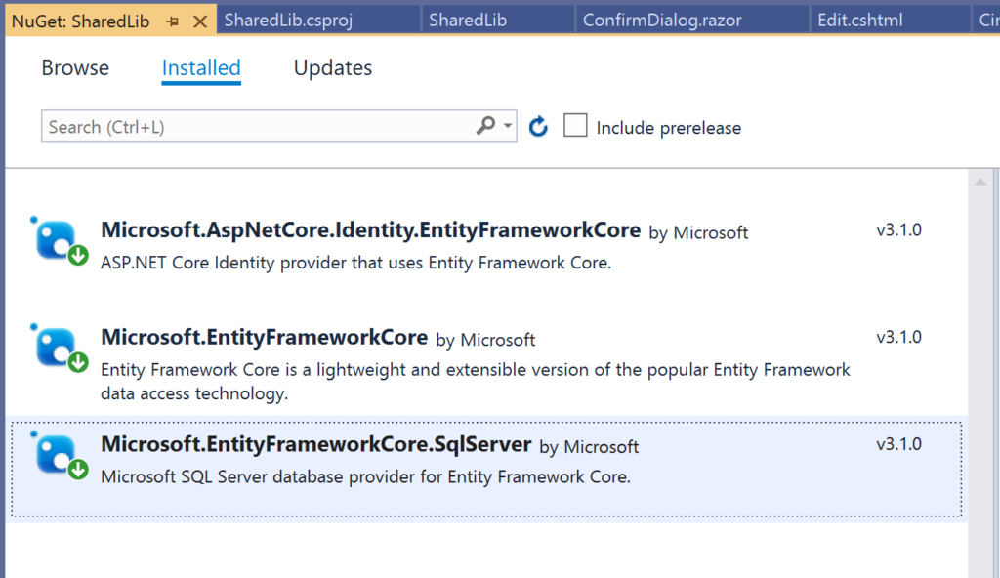 NuGet: SharedLib SharedLib.csproj SharedLib ConfirmDialog.razor Edit.cshtml
Browse Installed Updates
Search (Ctrl+L) Include prerelease
Microsoft.AspNetCore.Identity.EntityFrameworkCore by Microsoft v3.1.0
ASP.NET Core Identity provider that uses Entity Framework Core.
Microsoft.EntityFrameworkCore by Microsoft v3.1.0
Entity Framework Core is a lightweight and extensible version of the popular Entity Framework
data access technology.
Microsoft.EntityFrameworkCore.SqlServer by Microsoft v3.1.0
Microsoft SQL Server database provider for Entity Framework Core.